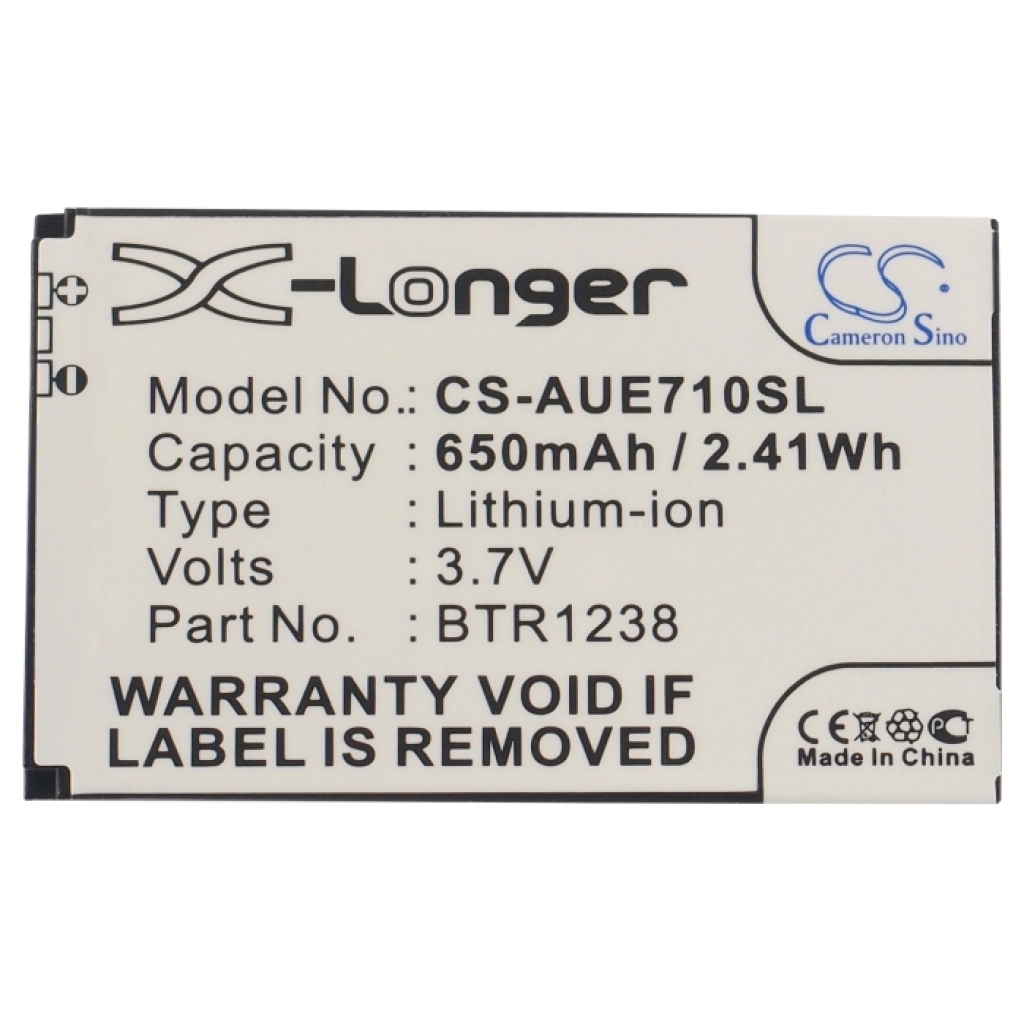 X-Longer
CS
Cameron Sino
Model No.: CS-AUE710SL
Capacity : 650mAh / 2.41Wh
Type : Lithium-ion
Volts : 3.7V
Part No. : BTR1238
WARRANTY VOID IF
LABEL IS REMOVED
CE PCT
Made In China